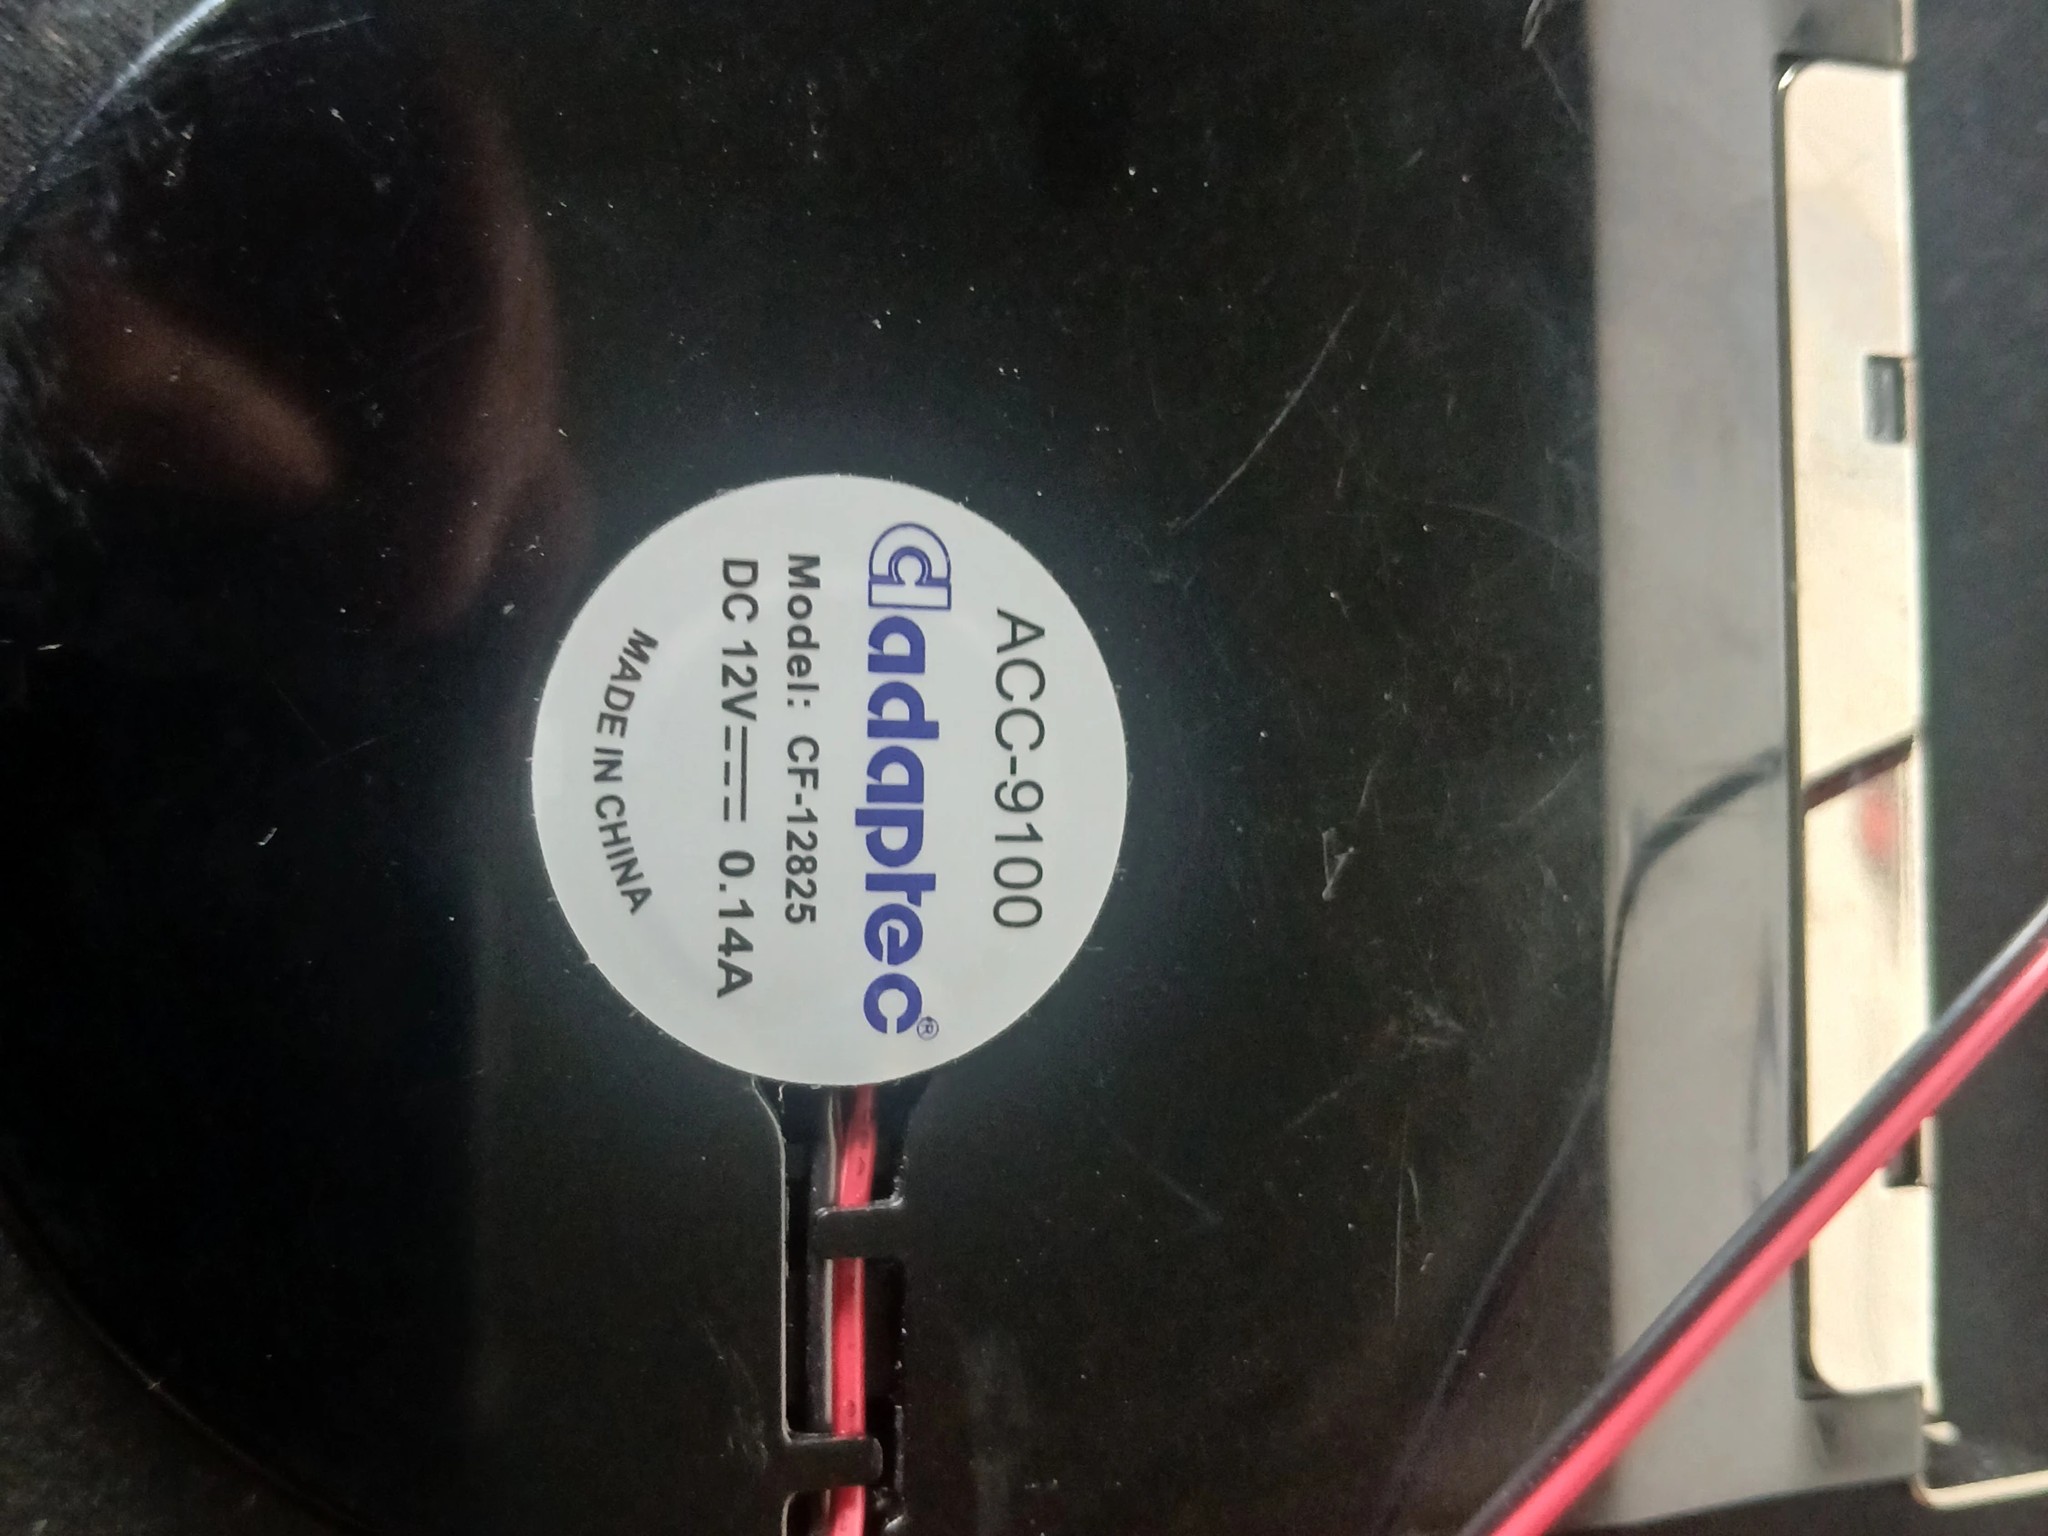 ACC-9100
adaptec®
Model: CF-12825
DC 12V⎓ 0.14A
MADE IN CHINA